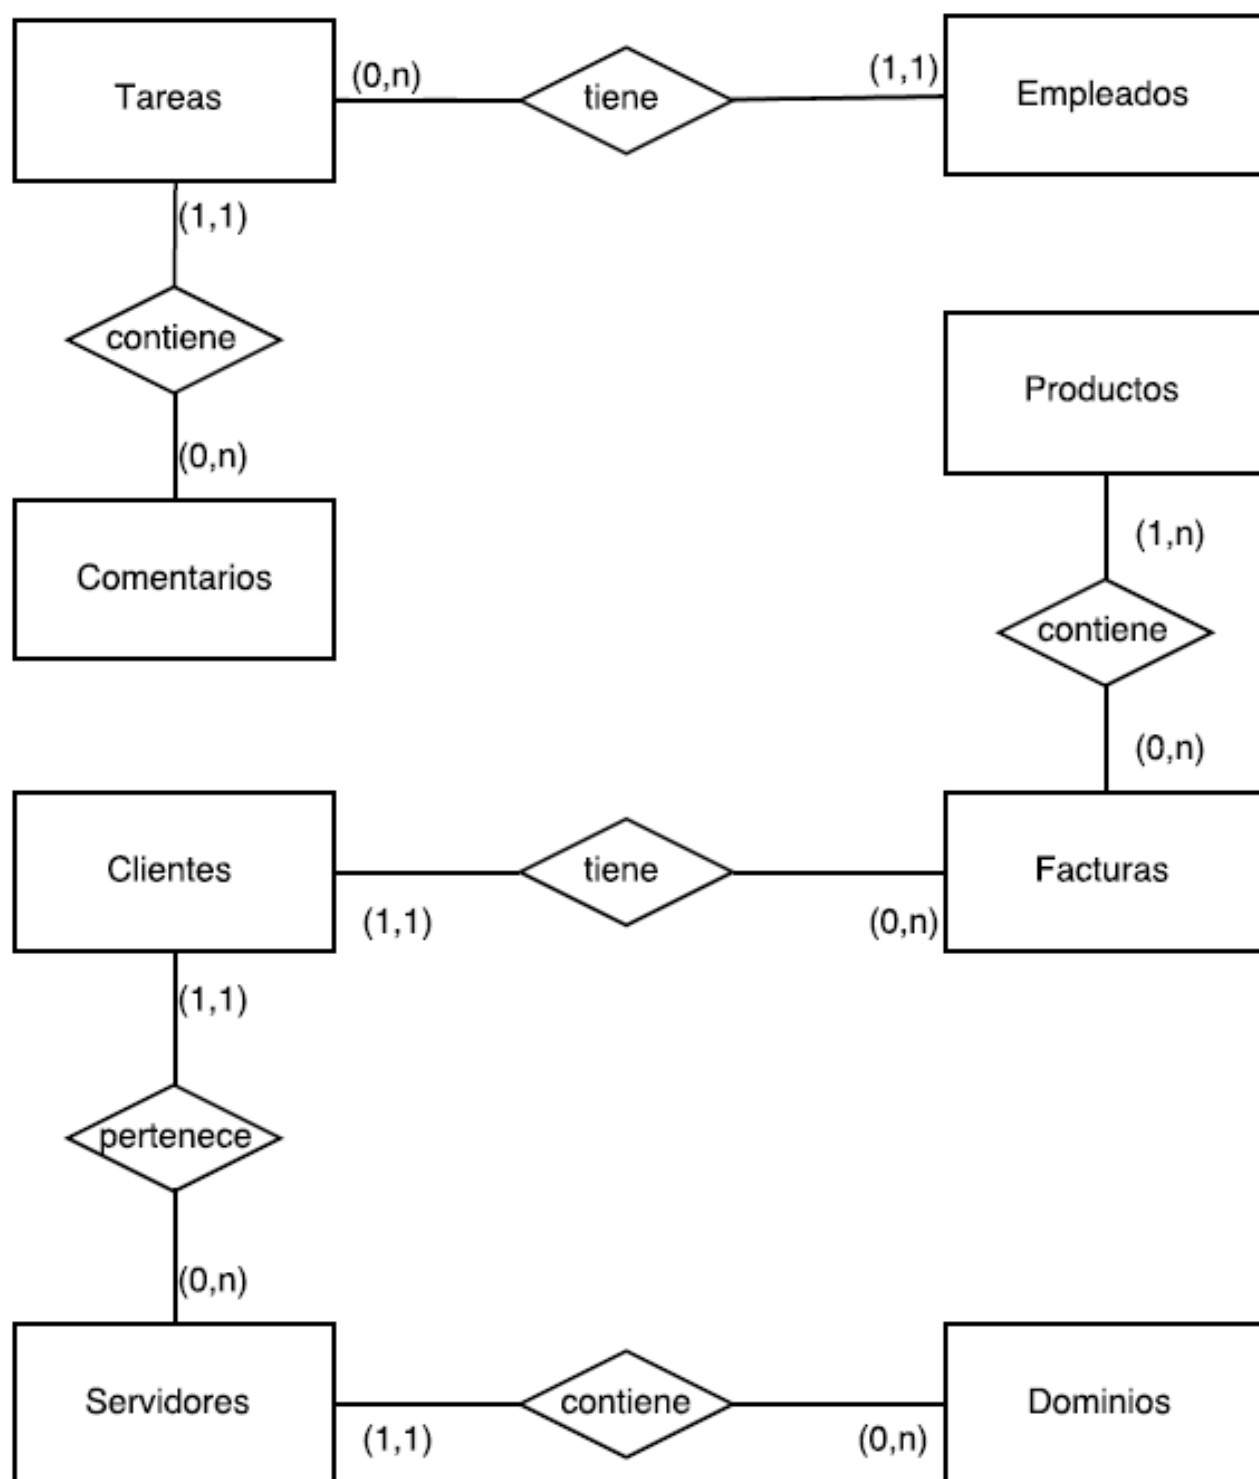 Tareas
(0,n)
tiene
(1,1)
Empleados
(1,1)
contiene
(0,n)
Comentarios
Productos
(1,n)
contiene
(0,n)
Clientes
(1,1)
tiene
(0,n)
Facturas
(1,1)
pertenece
(0,n)
Servidores
(1,1)
contiene
(0,n)
Dominios